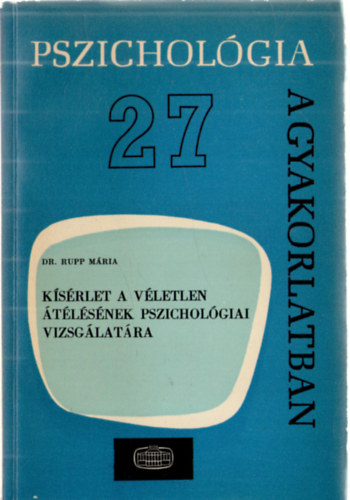 PSZICHOLÓGIA
27
A GYAKORLATBAN
DR. RUPP MÁRIA
KÍSÉRLET A VÉLETLEN
ÁTÉLÉSÉNEK PSZICHOLÓGIAI
VIZSGÁLATÁRA